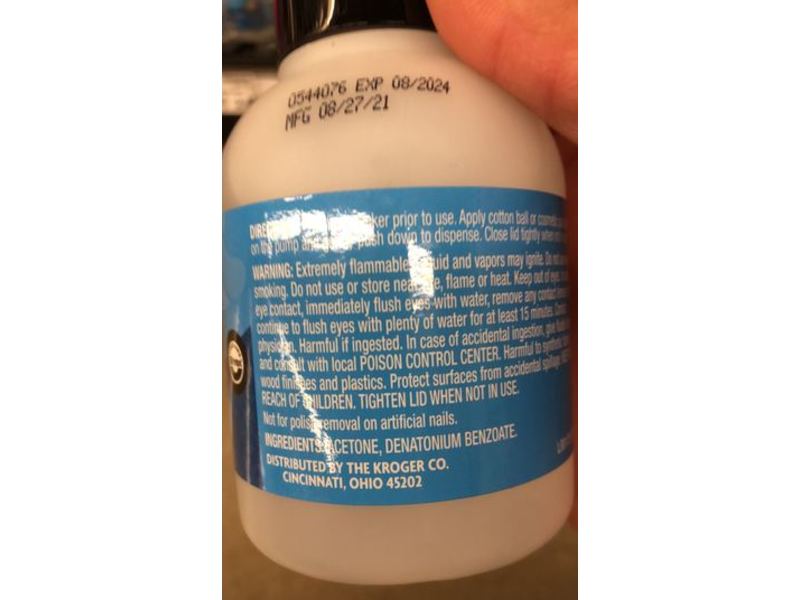 0544076 EXP 08/2024
MFG 08/27/21
prior to use. Apply cotton ball or cosmetic
on the pump and push down to dispense. Close lid tightly when
WARNING: Extremely flammable, liquid and vapors may ignite. Do not
smoking. Do not use or store near flame or heat. Keep out of eyes.
eye contact, immediately flush eyes with water, remove any contact
continue to flush eyes with plenty of water for at least 15 minutes.
physician. Harmful if ingested. In case of accidental ingestion, give
and consult with local POISON CONTROL CENTER. Harmful to synthetic
wood finishes and plastics. Protect surfaces from accidental spillage.
REACH OF CHILDREN. TIGHTEN LID WHEN NOT IN USE.
Not for polish removal on artificial nails.
INGREDIENTS: ACETONE, DENATONIUM BENZOATE.
DISTRIBUTED BY THE KROGER CO.
CINCINNATI, OHIO 45202